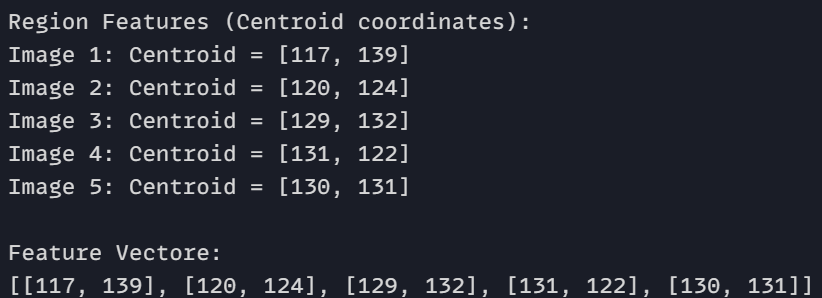 Region Features (Centroid coordinates):
Image 1: Centroid = [117, 139]
Image 2: Centroid = [120, 124]
Image 3: Centroid = [129, 132]
Image 4: Centroid = [131, 122]
Image 5: Centroid = [130, 131]
Feature Vectore:
[[117, 139], [120, 124], [129, 132], [131, 122], [130, 131]]